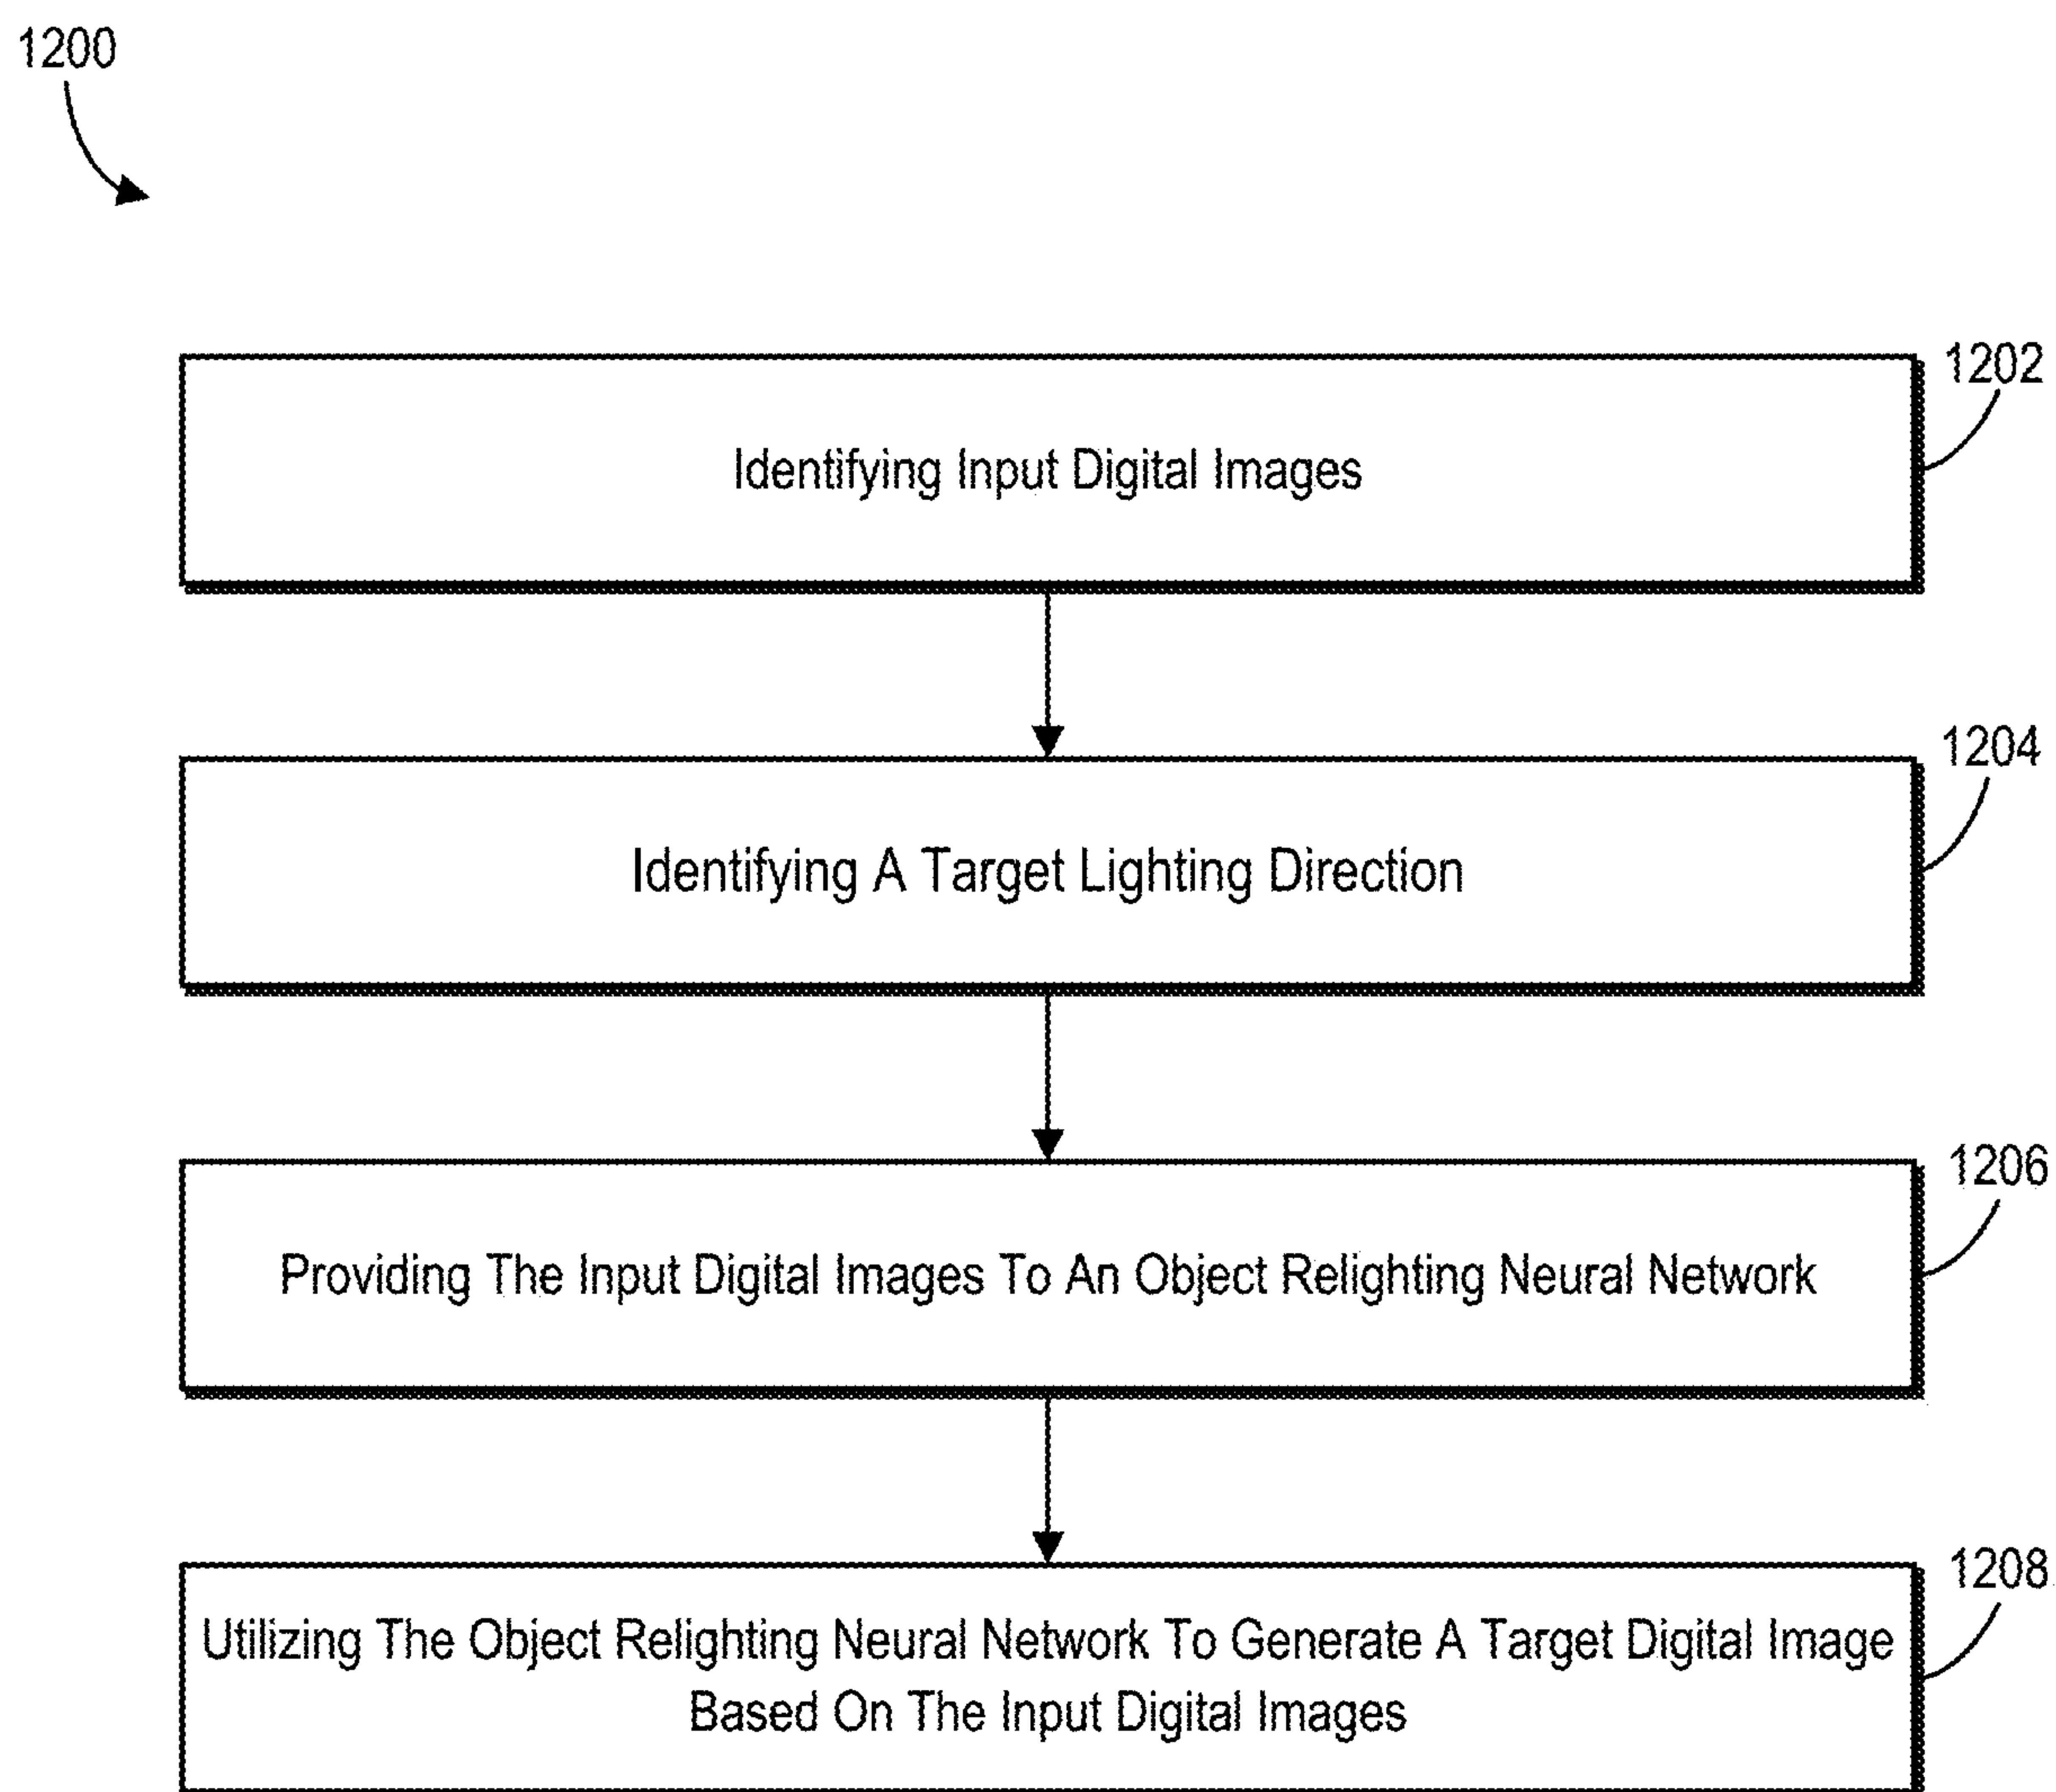 1200
1202
Identifying Input Digital Images
1204
Identifying A Target Lighting Direction
1206
Providing The Input Digital Images To An Object Relighting Neural Network
1208
Utilizing The Object Relighting Neural Network To Generate A Target Digital Image
Based On The Input Digital Images